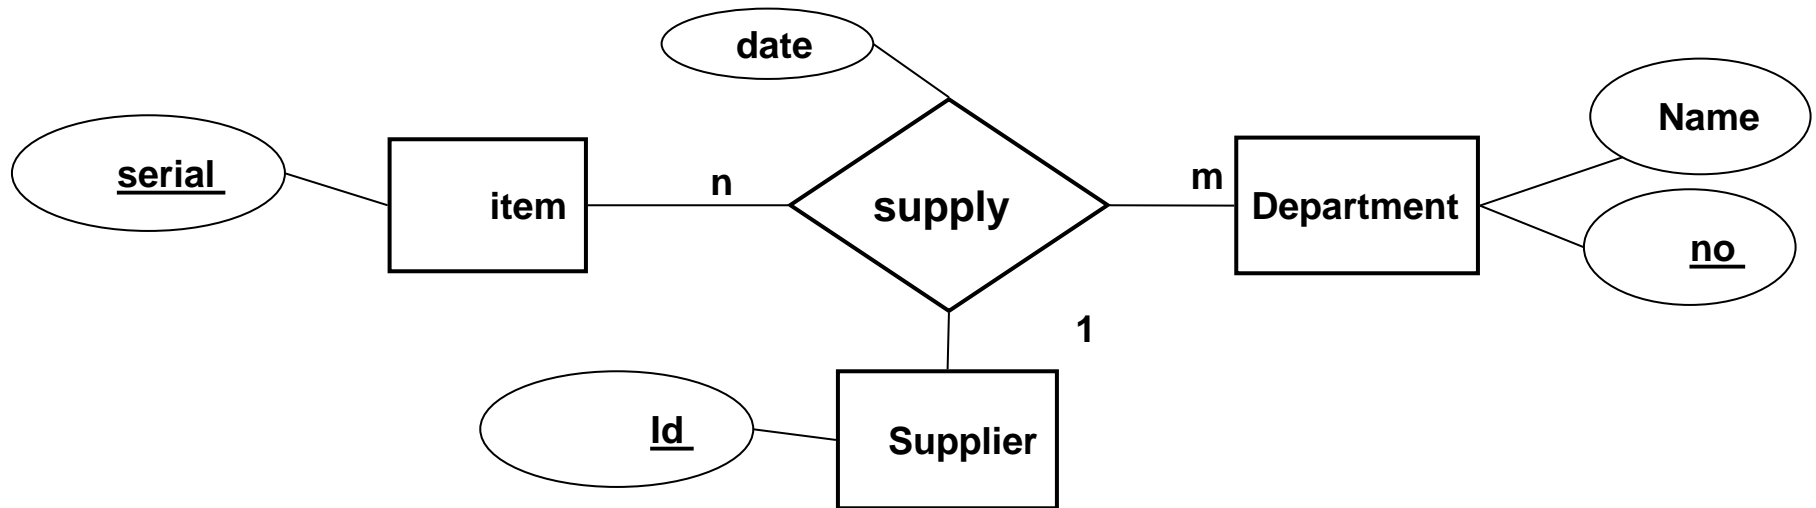 date
Name
serial
n
m
item
supply
Department
no
1
Id
Supplier